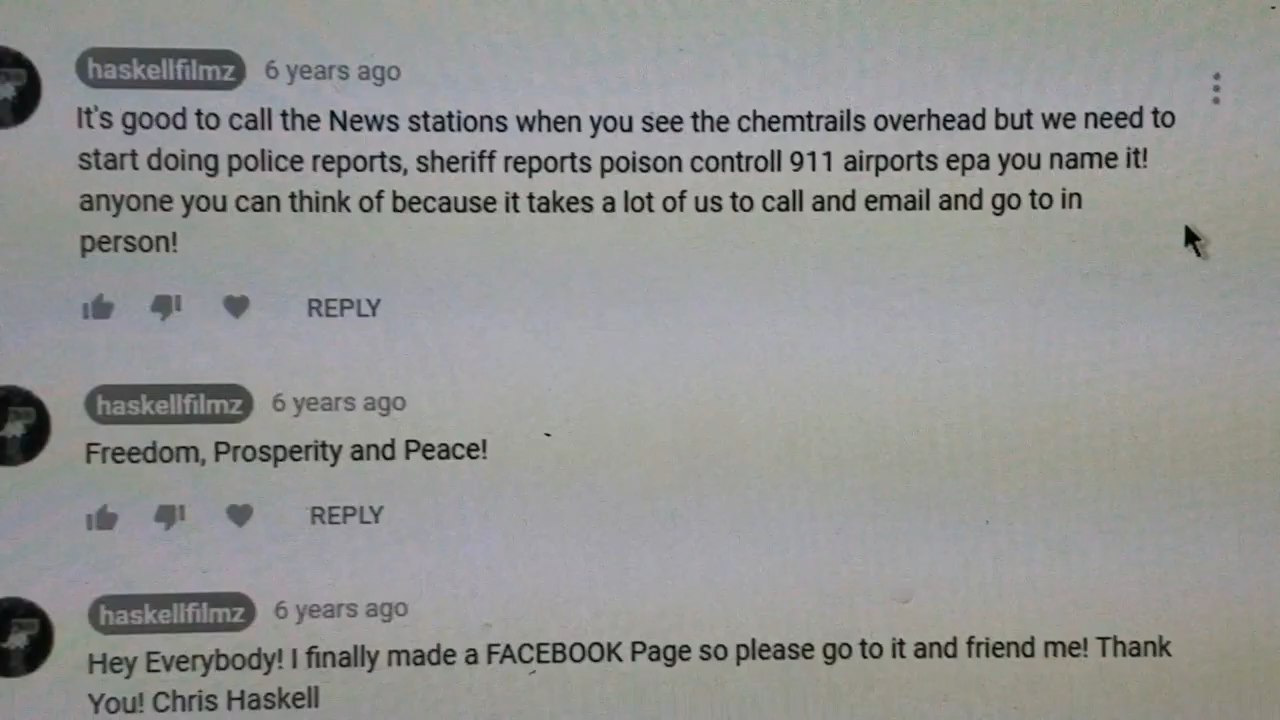 haskellfilmz 6 years ago
It's good to call the News stations when you see the chemtrails overhead but we need to
start doing police reports, sheriff reports poison controll 911 airports epa you name it!
anyone you can think of because it takes a lot of us to call and email and go to in
person!
REPLY
haskellfilmz 6 years ago
Freedom, Prosperity and Peace!
REPLY
haskellfilmz 6 years ago
Hey Everybody! I finally made a FACEBOOK Page so please go to it and friend me! Thank
You! Chris Haskell